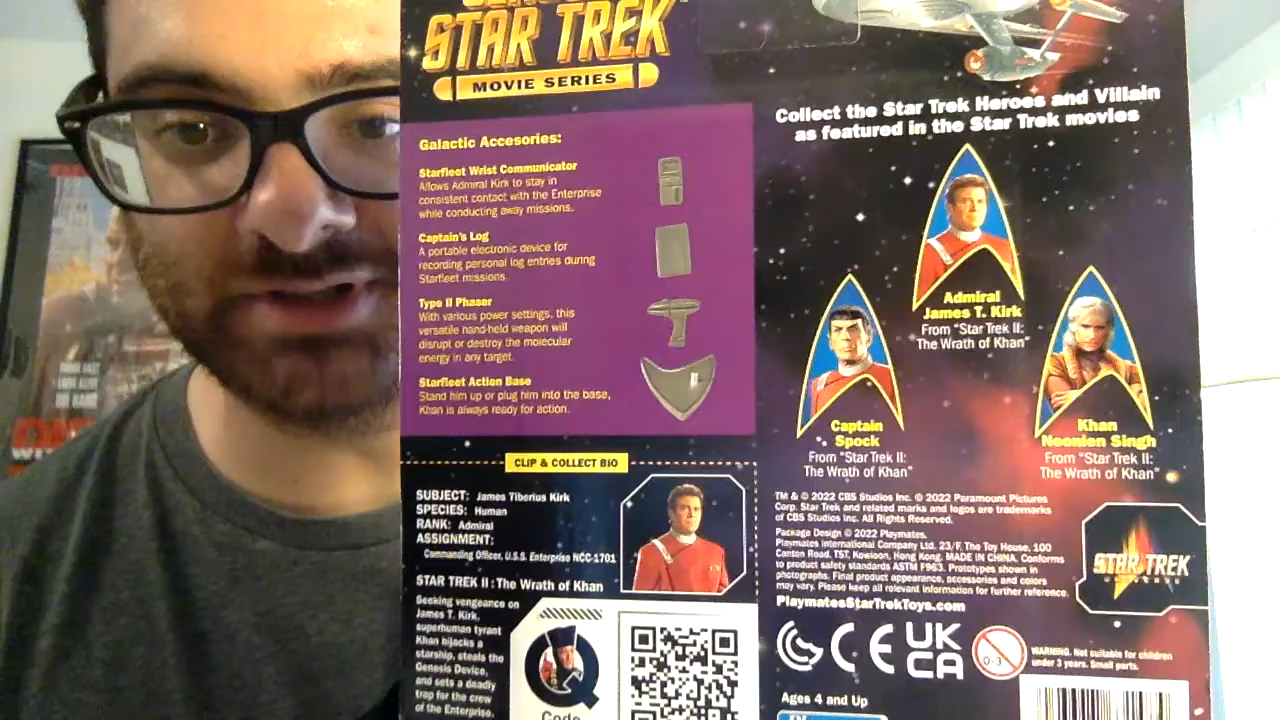 STAR TREK
MOVIE SERIES
Galactic Accesories:
Starfleet Wrist Communicator
Allows Admiral Kirk to stay in
consistent contact with the Enterprise
while conducting away missions.
Captain's Log
A portable electronic device for
recording personal log entries during
Starfleet missions.
Type II Phaser
With various power settings, this
versatile hand-held weapon will
disrupt or destroy the molecular
energy in any target.
Starfleet Action Base
Stand him up or plug him into the base,
Khan is always ready for action.
CLIP & COLLECT BIO
SUBJECT: James Tiberius Kirk
SPECIES: Human
RANK: Admiral
ASSIGNMENT:
Commanding Officer, U.S.S. Enterprise NCC-1701
STAR TREK II: The Wrath of Khan
Seeking vengeance on
James T. Kirk,
superhuman tyrant
Khan hijacks a
starship, steals the
Genesis Device,
and sets a deadly
trap for the crew
of the Enterprise.
Q
Code
Collect the Star Trek Heroes and Villain
as featured in the Star Trek movies
Admiral
James T. Kirk
From "Star Trek II:
The Wrath of Khan"
Captain
Spock
From "Star Trek II:
The Wrath of Khan"
Khan
Noonien Singh
From "Star Trek II:
The Wrath of Khan"
TM & © 2022 CBS Studios Inc. © 2022 Paramount Pictures
Corp. Star Trek and related marks and logos are trademarks
of CBS Studios Inc. All Rights Reserved.
Package Design © 2022 Playmates.
Playmates International Company Ltd. 23/F, The Toy House, 100
Canton Road, TST, Kowloon, Hong Kong. MADE IN CHINA. Conforms
to product safety standards ASTM F963. Prototypes shown in
photographs. Final product appearance, accessories and colors
may vary. Please keep all relevant information for further reference.
PlaymatesStarTrekToys.com
STAR TREK
CE
UK
CA
0-3
WARNING. Not suitable for children
under 3 years. Small parts.
Ages 4 and Up